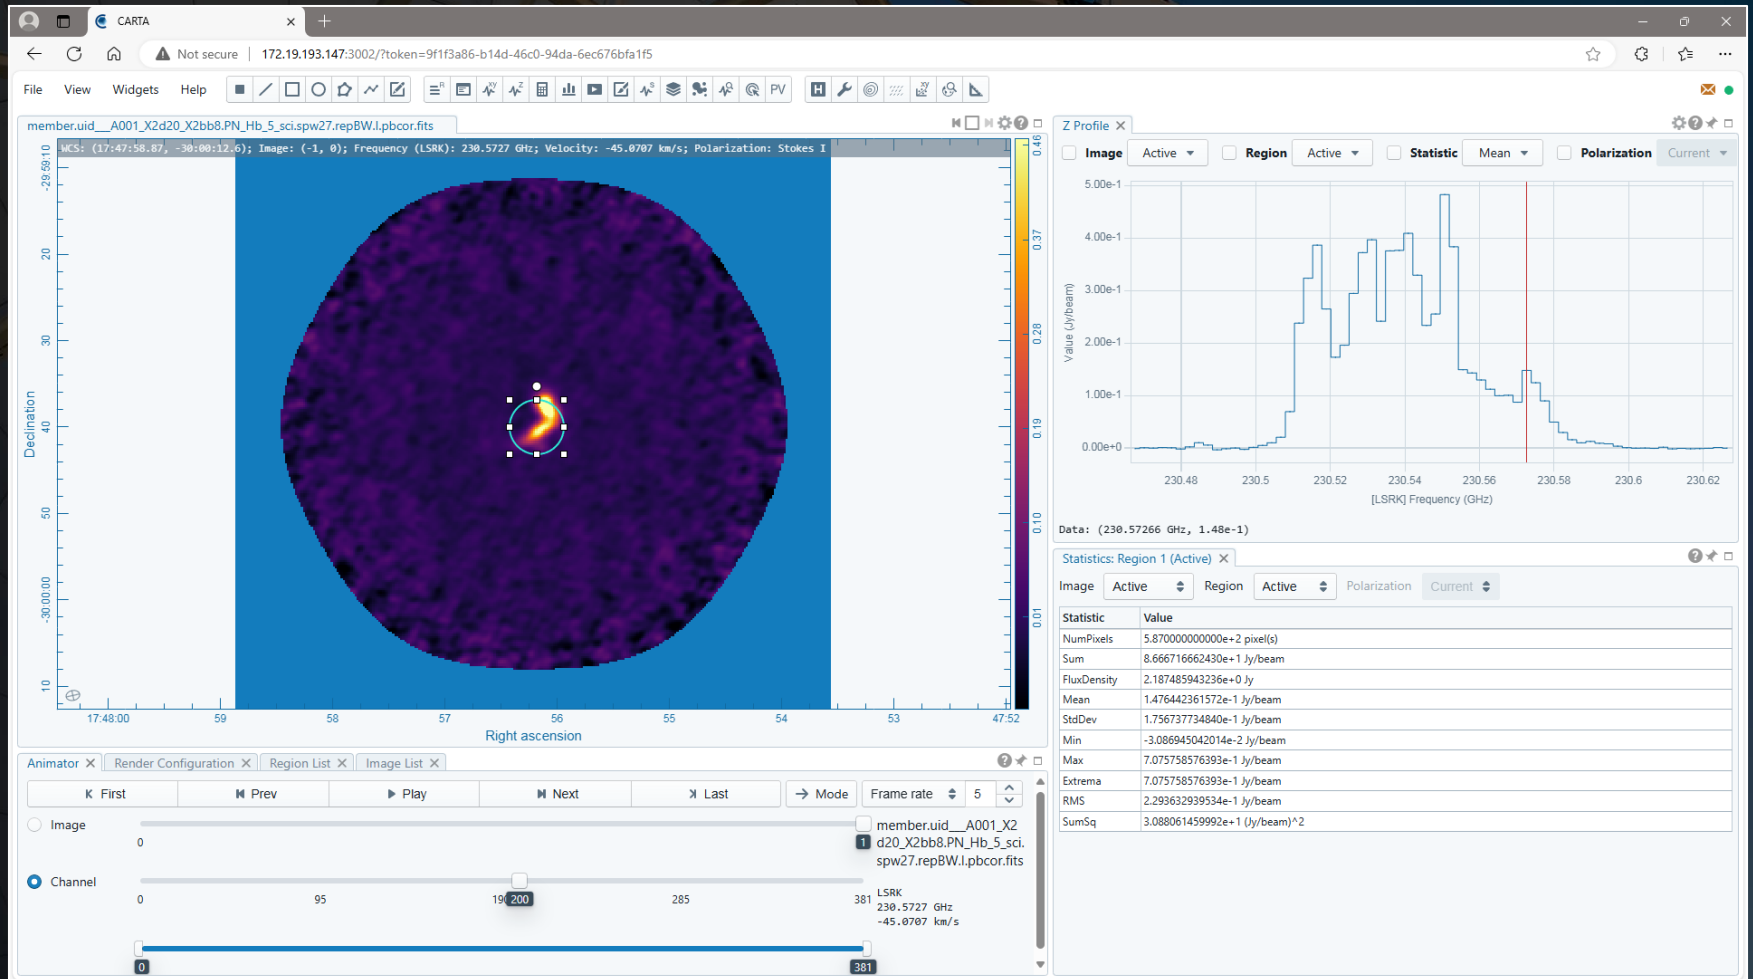 CARTA
Not secure 172.19.193.147:3002/?token=9f1f3a86-b14d-46c0-94da-6ec676bfa1f5
File View Widgets Help
member.uid___A001_X2d20_X2bb8.PN_Hb_5_sci.spw27.repBW.I.pbcor.fits
WCS: (17:47:58.87, -30:00:12.6); Image: (-1, 0); Frequency (LSRK): 230.5727 GHz; Velocity: -45.0707 km/s; Polarization: Stokes I
-29:59:10
20
30
40
50
-30:00:00
10
Declination
17:48:00 59 58 57 56 55 54 53 47:52
Right ascension
0.46
0.37
0.28
0.19
0.10
0.01
Z Profile
Image Active Region Active Statistic Mean Polarization Current
5.00e-1
4.00e-1
3.00e-1
2.00e-1
1.00e-1
0.00e+0
Value (Jy/beam)
230.48 230.5 230.52 230.54 230.56 230.58 230.6 230.62
[LSRK] Frequency (GHz)
Data: (230.57266 GHz, 1.48e-1)
Statistics: Region 1 (Active)
Image Active Region Active Polarization Current
Statistic Value
NumPixels 5.870000000000e+2 pixel(s)
Sum 8.666716662430e+1 Jy/beam
FluxDensity 2.187485943236e+0 Jy
Mean 1.476442361572e-1 Jy/beam
StdDev 1.756737734840e-1 Jy/beam
Min -3.086945042014e-2 Jy/beam
Max 7.075758576393e-1 Jy/beam
Extrema 7.075758576393e-1 Jy/beam
RMS 2.293632939534e-1 Jy/beam
SumSq 3.088061459992e+1 (Jy/beam)^2
Animator Render Configuration Region List Image List
First Prev Play Next Last Mode Frame rate 5
Image
0 1
member.uid___A001_X2
d20_X2bb8.PN_Hb_5_sci.
spw27.repBW.I.pbcor.fits
Channel
0 95 200 285 381
LSRK
230.5727 GHz
-45.0707 km/s
0 381
R
XY
Z
S
PV
H
XY